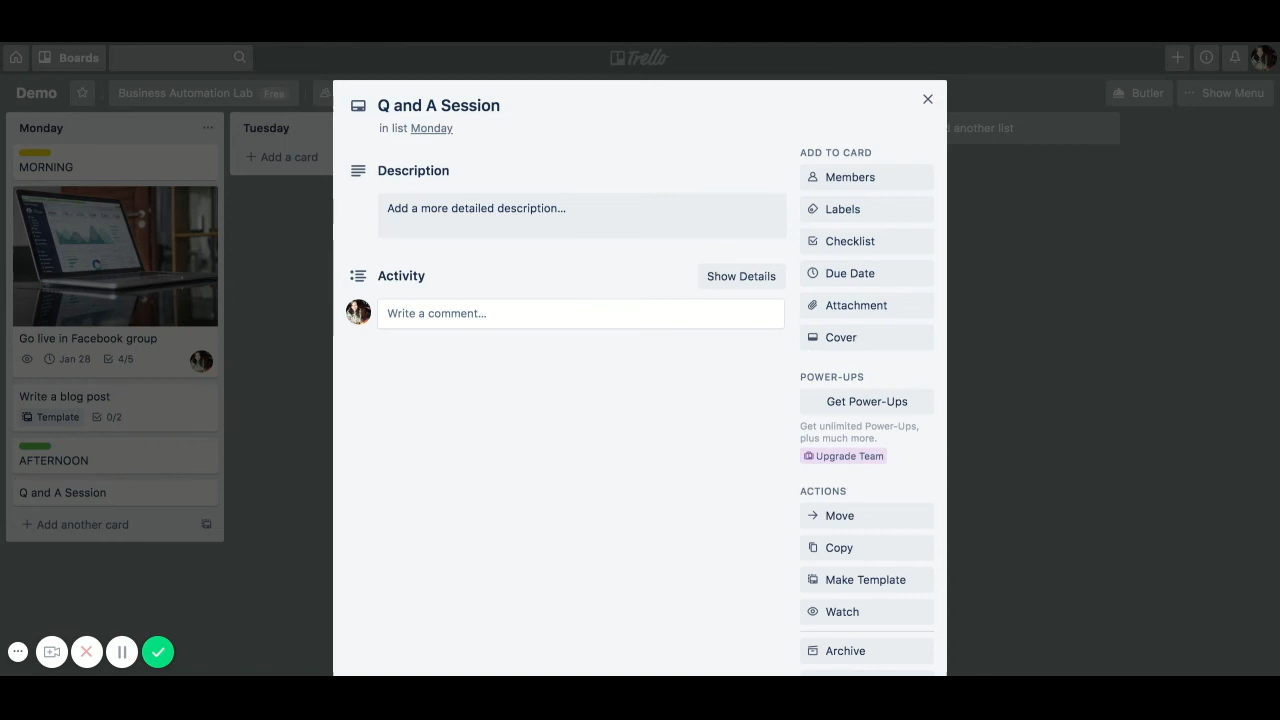 Boards
Trello
Demo
Business Automation Lab Free
Butler
Show Menu
Monday
MORNING
Go live in Facebook group
Jan 28
4/5
Write a blog post
Template
0/2
AFTERNOON
Q and A Session
Add another card
Tuesday
Add a card
another list
Q and A Session
in list Monday
Description
Add a more detailed description...
Activity
Show Details
Write a comment...
ADD TO CARD
Members
Labels
Checklist
Due Date
Attachment
Cover
POWER-UPS
Get Power-Ups
Get unlimited Power-Ups,
plus much more.
Upgrade Team
ACTIONS
Move
Copy
Make Template
Watch
Archive